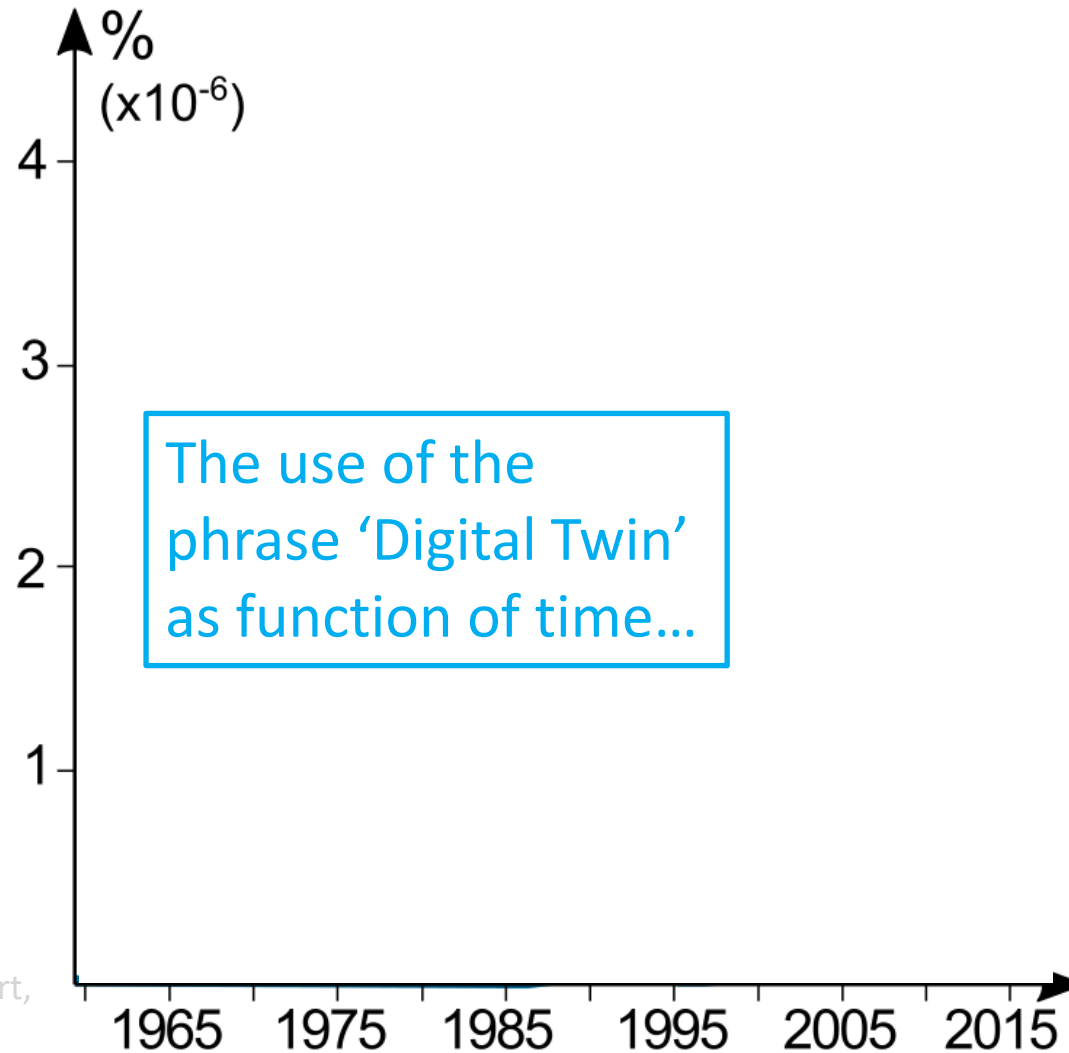 %
(x10⁻⁶)
4
3
The use of the
phrase ‘Digital Twin’
as function of time…
2
1
1965 1975 1985 1995 2005 2015